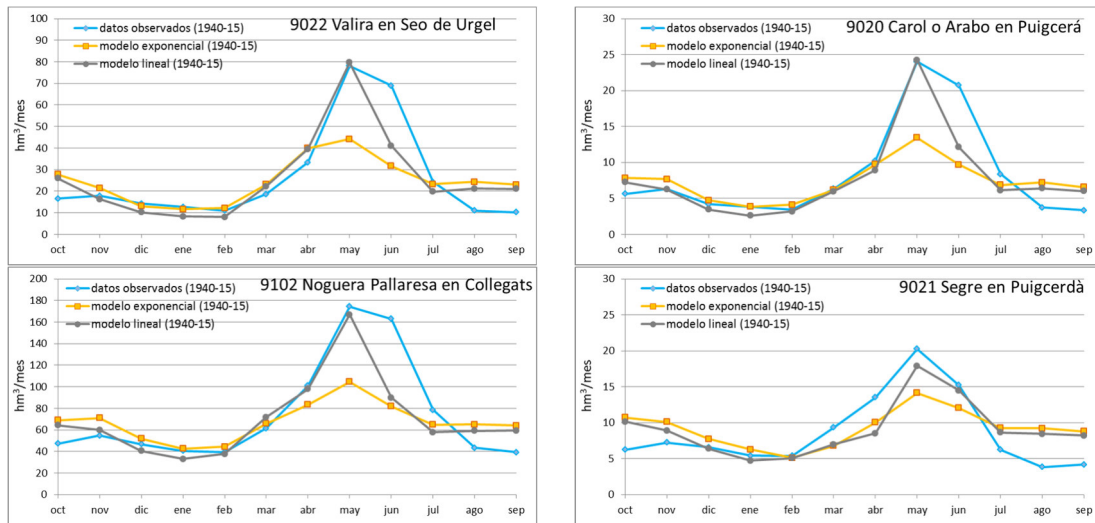 9022 Valira en Seo de Urgel
datos observados (1940-15)
modelo exponencial (1940-15)
modelo lineal (1940-15)
hm³/mes
100
90
80
70
60
50
40
30
20
10
0
oct nov dic ene feb mar abr may jun jul ago sep
9020 Carol o Arabo en Puigcerá
datos observados (1940-15)
modelo exponencial (1940-15)
modelo lineal (1940-15)
hm³/mes
30
25
20
15
10
5
0
oct nov dic ene feb mar abr may jun jul ago sep
9102 Noguera Pallaresa en Collegats
datos observados (1940-15)
modelo exponencial (1940-15)
modelo lineal (1940-15)
hm³/mes
200
180
160
140
120
100
80
60
40
20
0
oct nov dic ene feb mar abr may jun jul ago sep
9021 Segre en Puigcerdà
datos observados (1940-15)
modelo exponencial (1940-15)
modelo lineal (1940-15)
hm³/mes
30
25
20
15
10
5
0
oct nov dic ene feb mar abr may jun jul ago sep